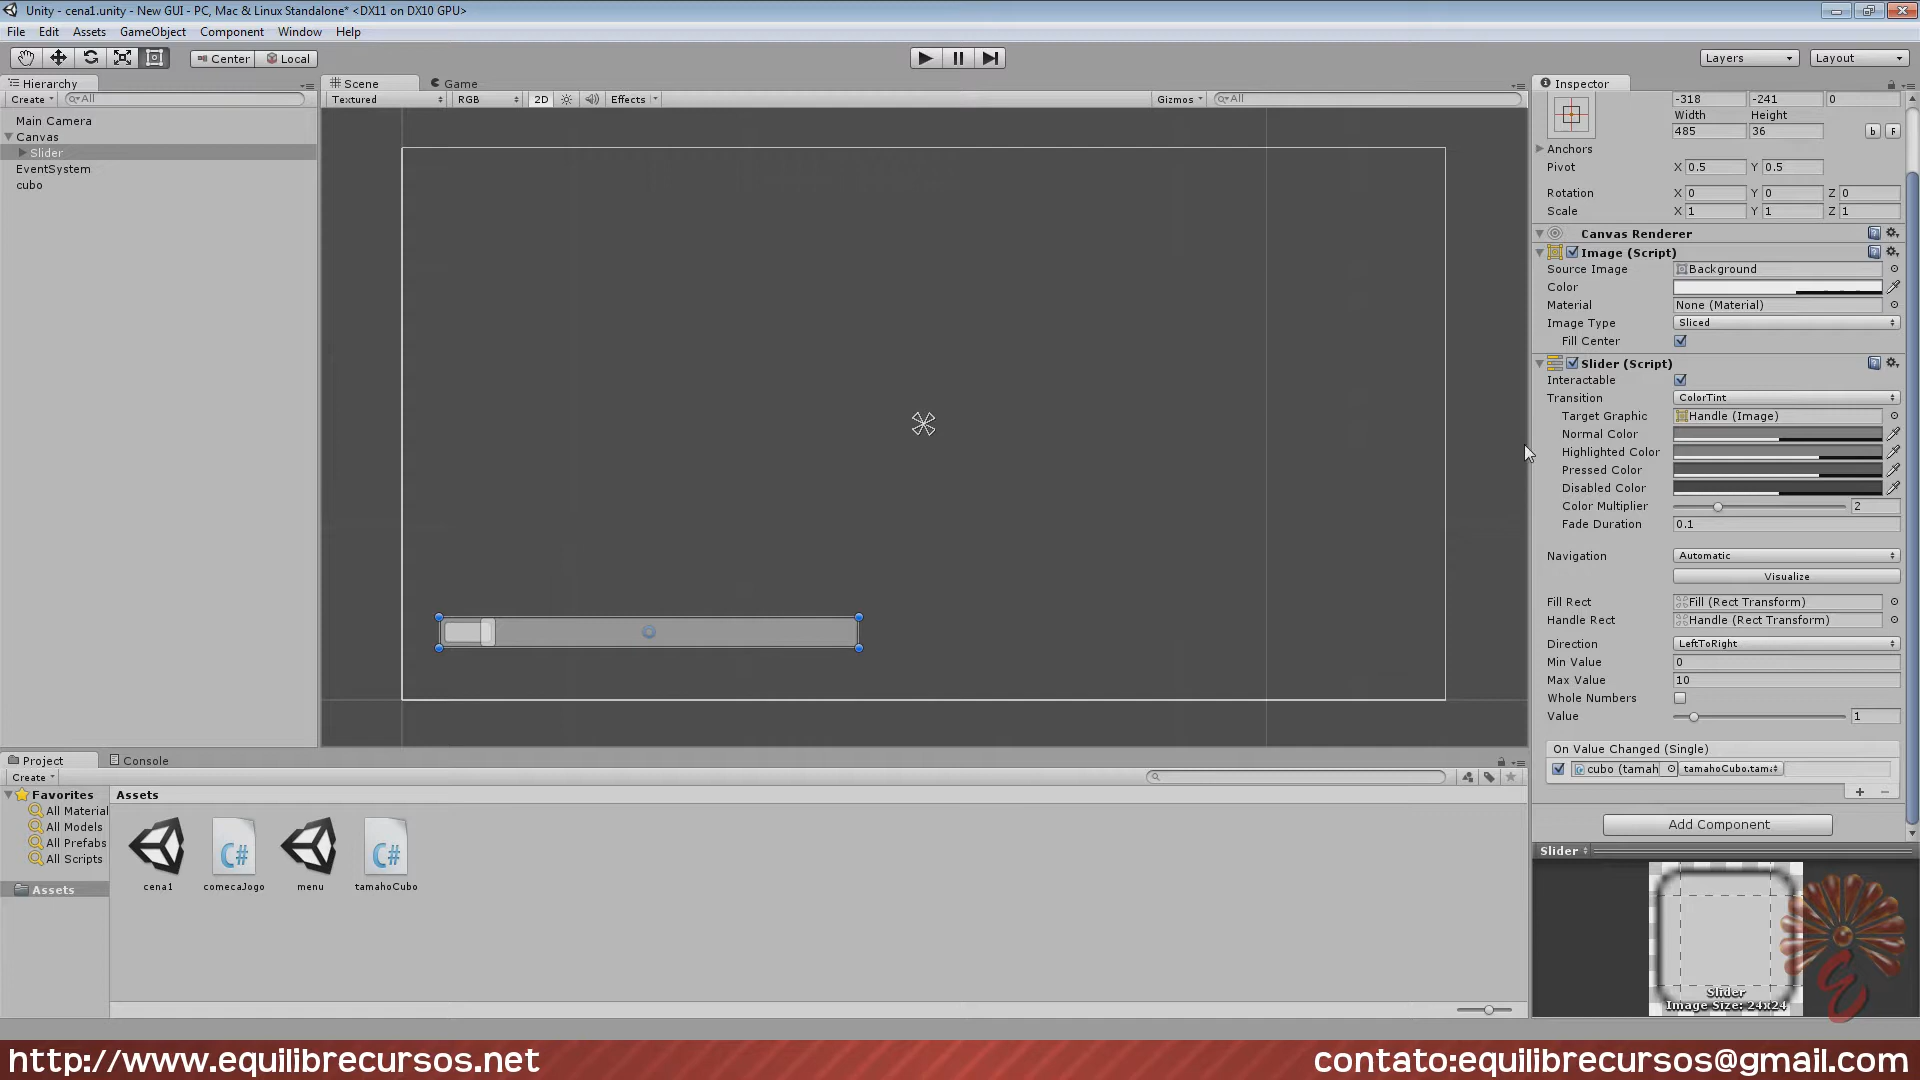 Unity - cena1.unity - New GUI - PC, Mac & Linux Standalone* <DX11 on DX10 GPU>
File Edit Assets GameObject Component Window Help
Center Local
Layers Layout
Hierarchy
Create All
Main Camera
Canvas
Slider
EventSystem
cubo
Scene Game
Textured RGB 2D Effects Gizmos All
Inspector
-318 -241 0
Width Height
485 36 b F
Anchors
Pivot X 0.5 Y 0.5
Rotation X 0 Y 0 Z 0
Scale X 1 Y 1 Z 1
Canvas Renderer
Image (Script)
Source Image Background
Color
Material None (Material)
Image Type Sliced
Fill Center
Slider (Script)
Interactable
Transition ColorTint
Target Graphic Handle (Image)
Normal Color
Highlighted Color
Pressed Color
Disabled Color
Color Multiplier 2
Fade Duration 0.1
Navigation Automatic
Visualize
Fill Rect Fill (Rect Transform)
Handle Rect Handle (Rect Transform)
Direction LeftToRight
Min Value 0
Max Value 10
Whole Numbers
Value 1
On Value Changed (Single)
cubo (tamah tamahoCubo.tam
+ -
Add Component
Slider
Slider
Image Size: 24x24
Project Console
Create
Favorites
All Material
All Models
All Prefabs
All Scripts
Assets
Assets
C# C#
cena1 comecaJogo menu tamahoCubo
http://www.equilibrecursos.net
contato:equilibrecursos@gmail.com